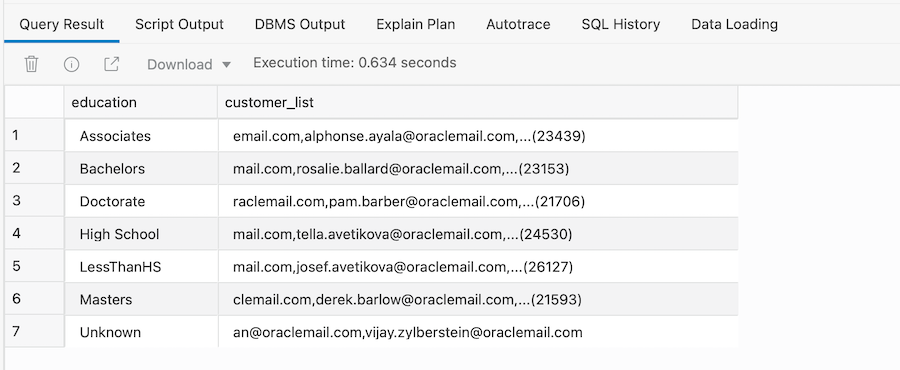 Query Result Script Output DBMS Output Explain Plan Autotrace SQL History Data Loading
Download Execution time: 0.634 seconds
education customer_list
1 Associates email.com,alphonse.ayala@oraclemail.com,...(23439)
2 Bachelors mail.com,rosalie.ballard@oraclemail.com,...(23153)
3 Doctorate raclemail.com,pam.barber@oraclemail.com,...(21706)
4 High School mail.com,tella.avetikova@oraclemail.com,...(24530)
5 LessThanHS mail.com,josef.avetikova@oraclemail.com,...(26127)
6 Masters clemail.com,derek.barlow@oraclemail.com,...(21593)
7 Unknown an@oraclemail.com,vijay.zylberstein@oraclemail.com